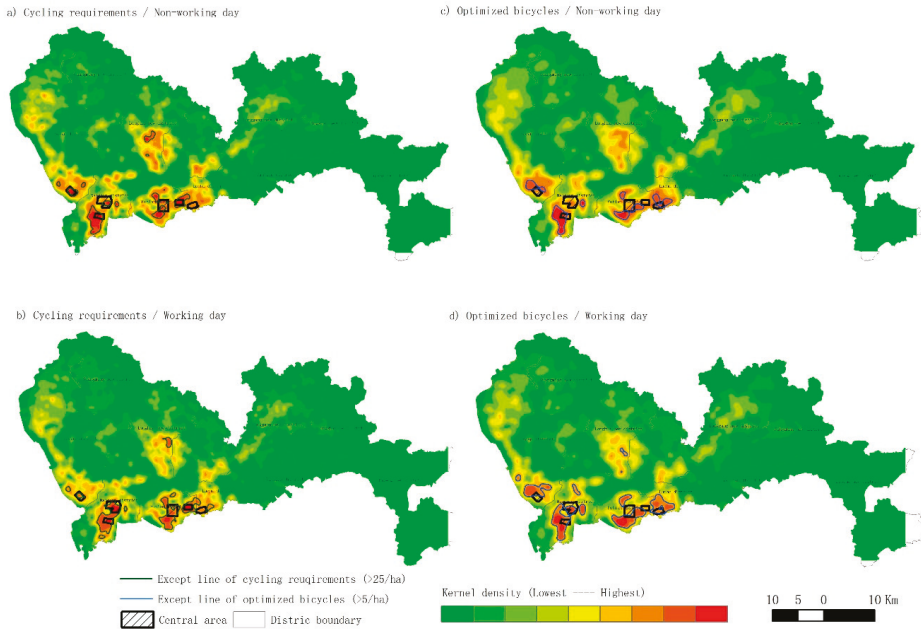 a) Cycling requirements / Non-working day
c) Optimized bicycles / Non-working day
b) Cycling requirements / Working day
d) Optimized bicycles / Working day
Except line of cycling reuqirements (>25/ha)
Except line of optimized bicycles (>5/ha)
Central area
Distric boundary
Kernel density (Lowest ---- Highest)
10 5 0 10 Km